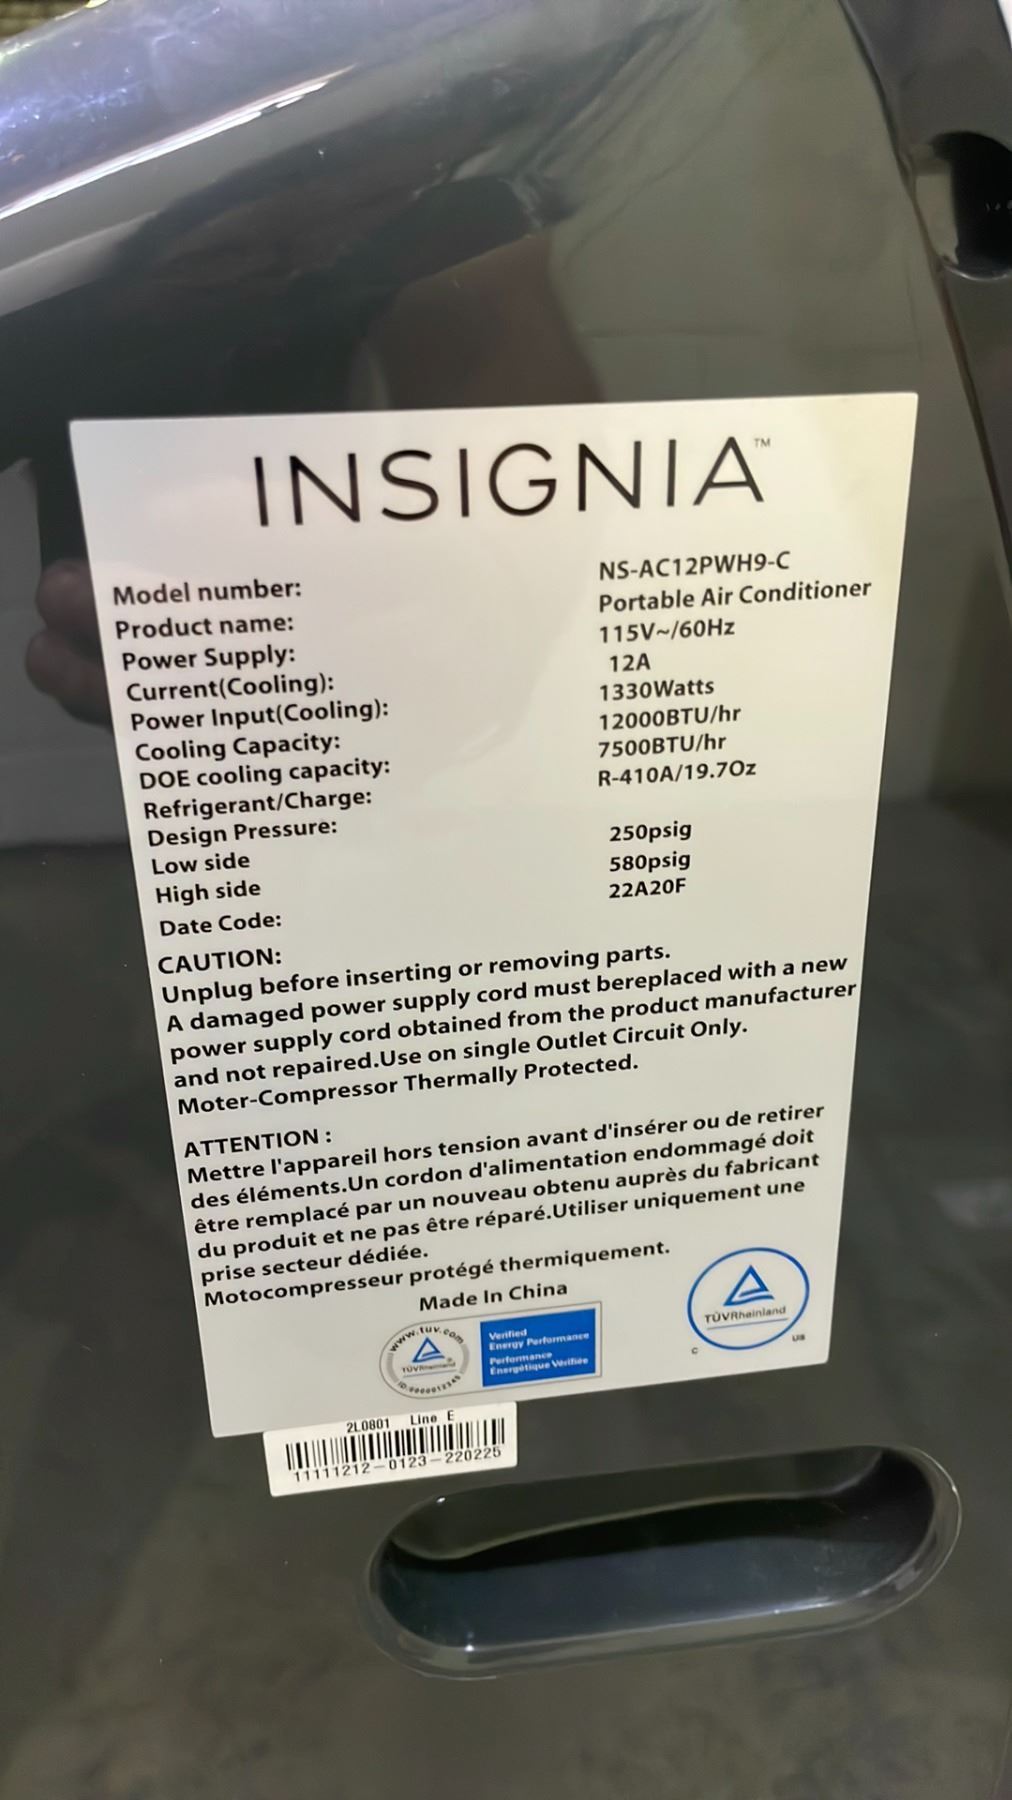 INSIGNIA™
Model number: NS-AC12PWH9-C
Product name: Portable Air Conditioner
Power Supply: 115V~/60Hz
Current(Cooling): 12A
Power Input(Cooling): 1330Watts
Cooling Capacity: 12000BTU/hr
DOE cooling capacity: 7500BTU/hr
Refrigerant/Charge: R-410A/19.7Oz
Design Pressure:
Low side 250psig
High side 580psig
Date Code: 22A20F
CAUTION:
Unplug before inserting or removing parts.
A damaged power supply cord must bereplaced with a new
power supply cord obtained from the product manufacturer
and not repaired.Use on single Outlet Circuit Only.
Moter-Compressor Thermally Protected.
ATTENTION :
Mettre l'appareil hors tension avant d'insérer ou de retirer
des éléments.Un cordon d'alimentation endommagé doit
être remplacé par un nouveau obtenu auprès du fabricant
du produit et ne pas être réparé.Utiliser uniquement une
prise secteur dédiée.
Motocompresseur protégé thermiquement.
Made In China
www.tuv.com
TÜVRheinland®
ID:0000012345
Verified
Energy Performance
Performance
Énergétique Vérifiée
TÜVRheinland
C US
2L0801 Line E
11111212-0123-220225